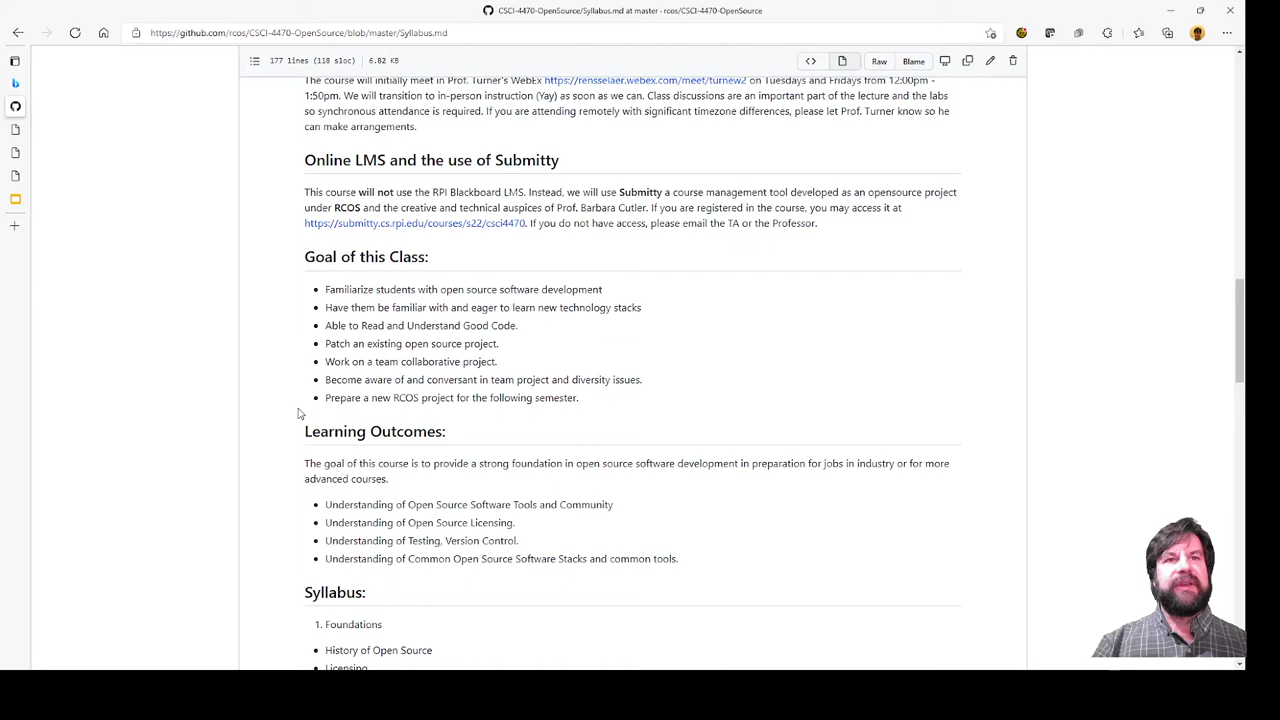 CSCI-4470-OpenSource/Syllabus.md at master · rcos/CSCI-4470-OpenSource
https://github.com/rcos/CSCI-4470-OpenSource/blob/master/Syllabus.md
177 lines (118 sloc) 6.82 KB
Raw
Blame
The course will initially meet in Prof. Turner's WebEx https://rensselaer.webex.com/meet/turnew2 on Tuesdays and Fridays from 12:00pm -
1:50pm. We will transition to in-person instruction (Yay) as soon as we can. Class discussions are an important part of the lecture and the labs
so synchronous attendance is required. If you are attending remotely with significant timezone differences, please let Prof. Turner know so he
can make arrangements.
Online LMS and the use of Submitty
This course will not use the RPI Blackboard LMS. Instead, we will use Submitty a course management tool developed as an opensource project
under RCOS and the creative and technical auspices of Prof. Barbara Cutler. If you are registered in the course, you may access it at
https://submitty.cs.rpi.edu/courses/s22/csci4470. If you do not have access, please email the TA or the Professor.
Goal of this Class:
• Familiarize students with open source software development
• Have them be familiar with and eager to learn new technology stacks
• Able to Read and Understand Good Code.
• Patch an existing open source project.
• Work on a team collaborative project.
• Become aware of and conversant in team project and diversity issues.
• Prepare a new RCOS project for the following semester.
Learning Outcomes:
The goal of this course is to provide a strong foundation in open source software development in preparation for jobs in industry or for more
advanced courses.
• Understanding of Open Source Software Tools and Community
• Understanding of Open Source Licensing.
• Understanding of Testing, Version Control.
• Understanding of Common Open Source Software Stacks and common tools.
Syllabus:
1. Foundations
• History of Open Source
• Licensing